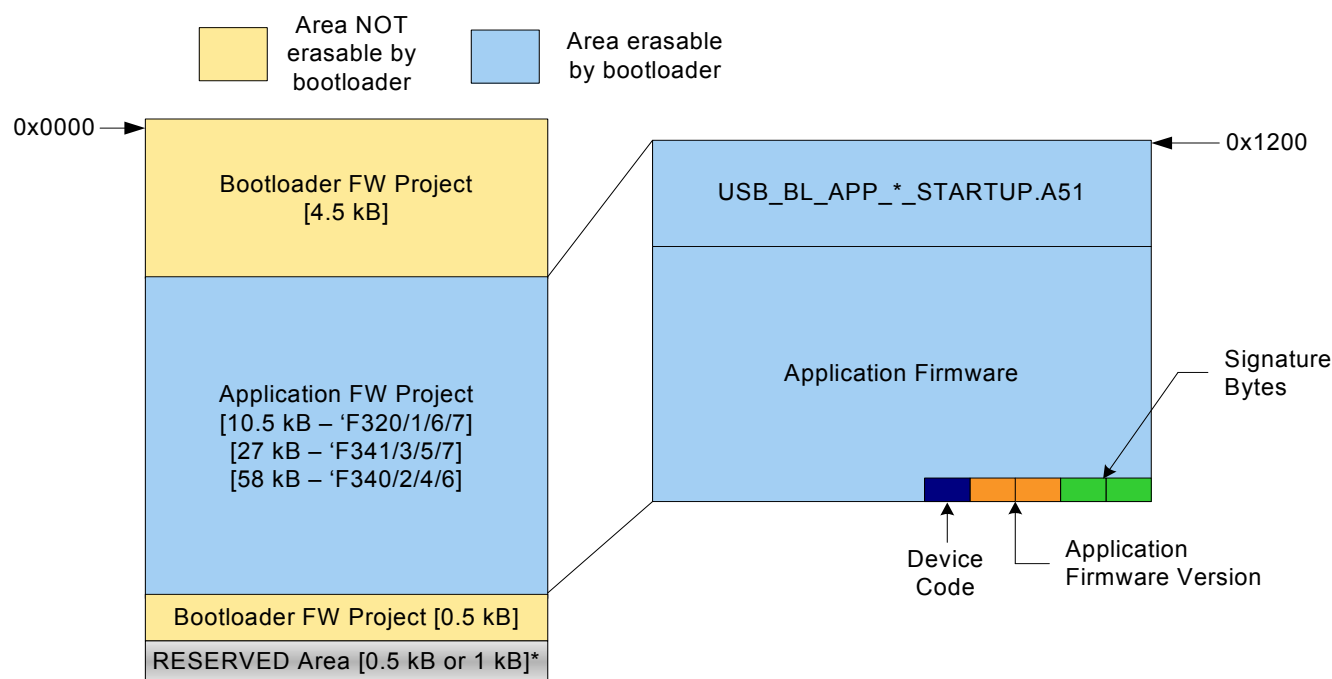 Area NOT
erasable by
bootloader
Area erasable
by bootloader
0x0000
Bootloader FW Project
[4.5 kB]
Application FW Project
[10.5 kB – ‘F320/1/6/7]
[27 kB – ‘F341/3/5/7]
[58 kB – ‘F340/2/4/6]
Bootloader FW Project [0.5 kB]
RESERVED Area [0.5 kB or 1 kB]*
0x1200
USB_BL_APP_*_STARTUP.A51
Application Firmware
Signature
Bytes
Device
Code
Application
Firmware Version